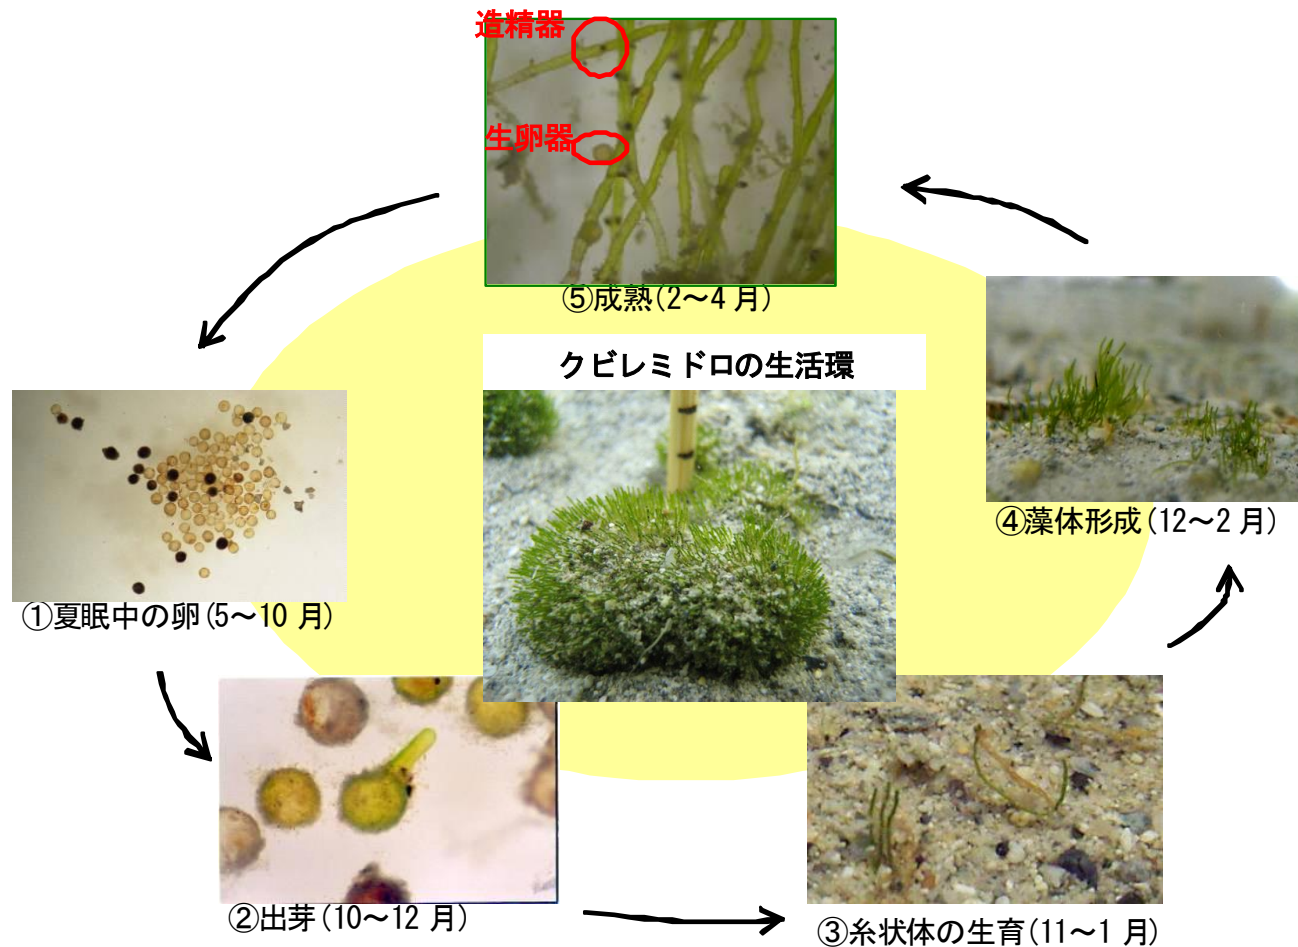 造精器
生卵器
⑤成熟(2～4 月)
クビレミドロの生活環
④藻体形成(12～2 月)
①夏眠中の卵(5～10 月)
②出芽(10～12 月)
③糸状体の生育(11～1 月)